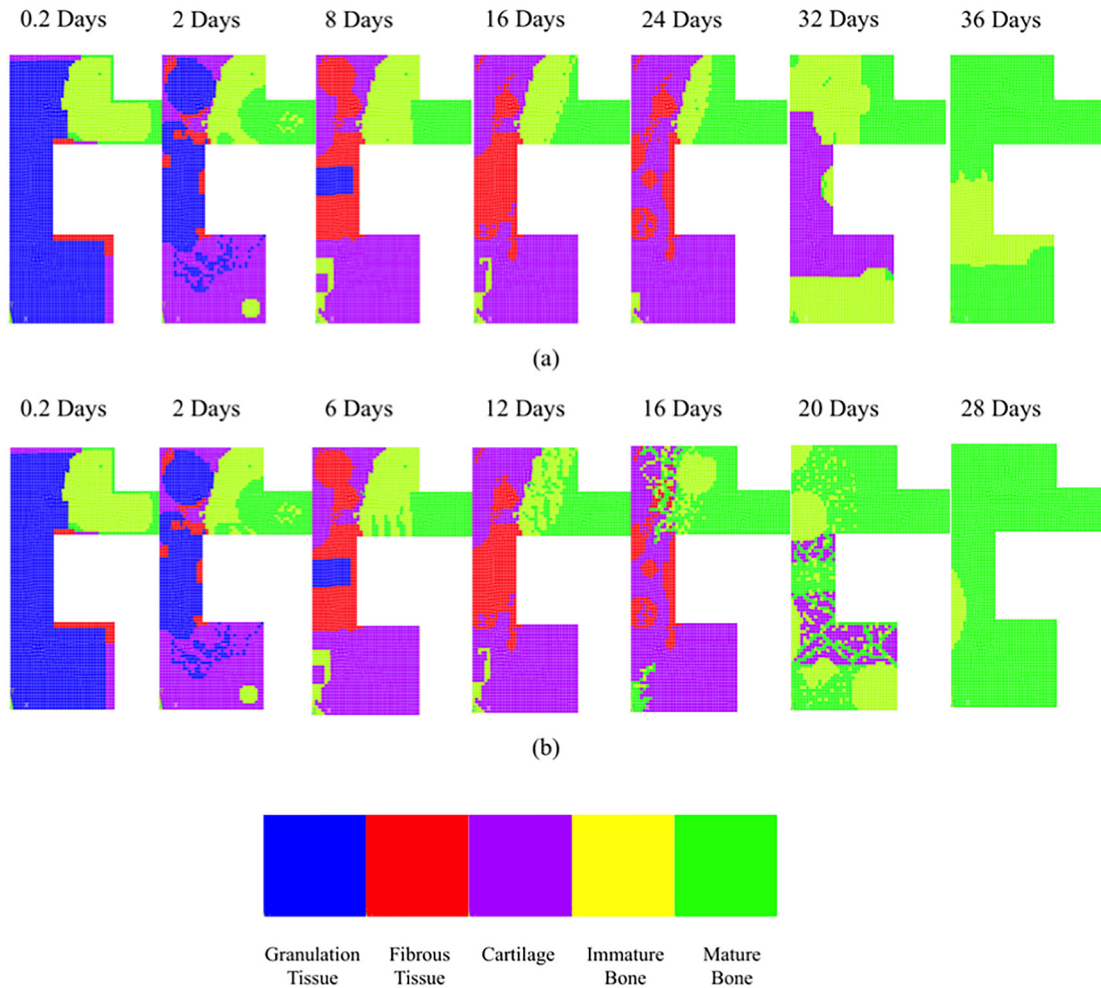 0.2 Days 2 Days 8 Days 16 Days 24 Days 32 Days 36 Days
(a)
0.2 Days 2 Days 6 Days 12 Days 16 Days 20 Days 28 Days
(b)
Granulation Tissue
Fibrous Tissue
Cartilage
Immature Bone
Mature Bone